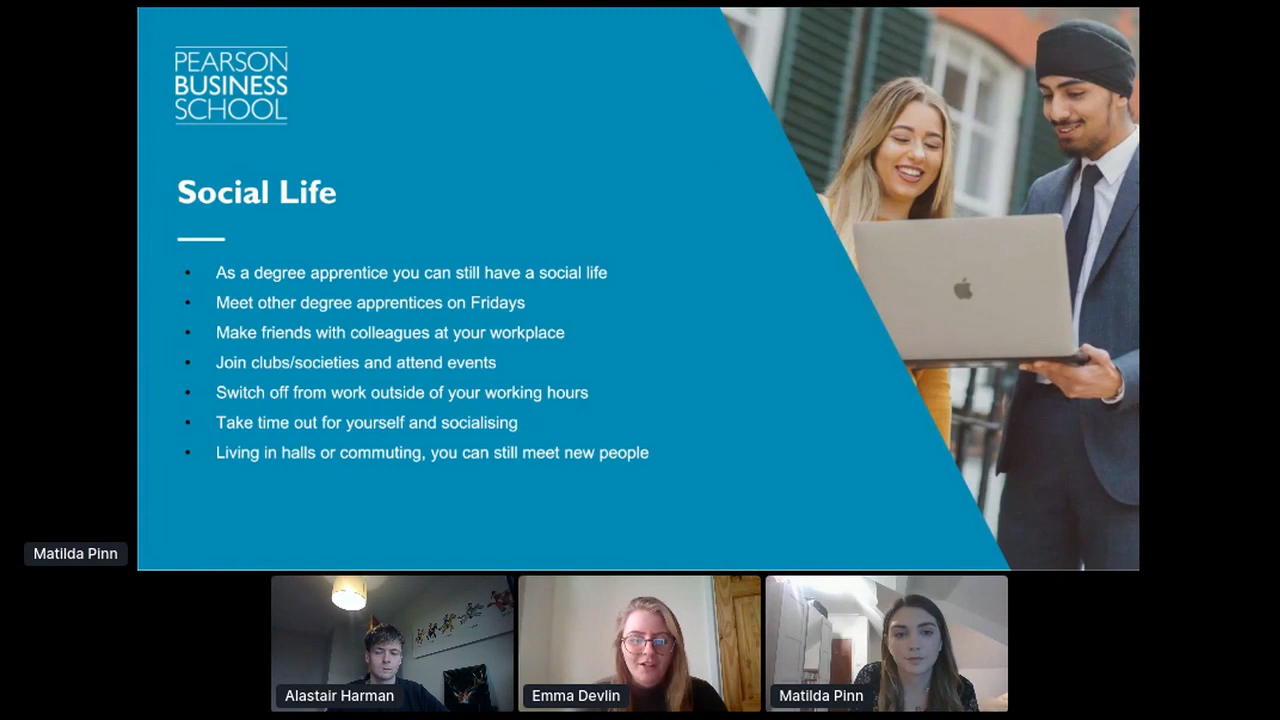 PEARSON
BUSINESS
SCHOOL
Social Life
• As a degree apprentice you can still have a social life
• Meet other degree apprentices on Fridays
• Make friends with colleagues at your workplace
• Join clubs/societies and attend events
• Switch off from work outside of your working hours
• Take time out for yourself and socialising
• Living in halls or commuting, you can still meet new people
Matilda Pinn
Alastair Harman
Emma Devlin
Matilda Pinn